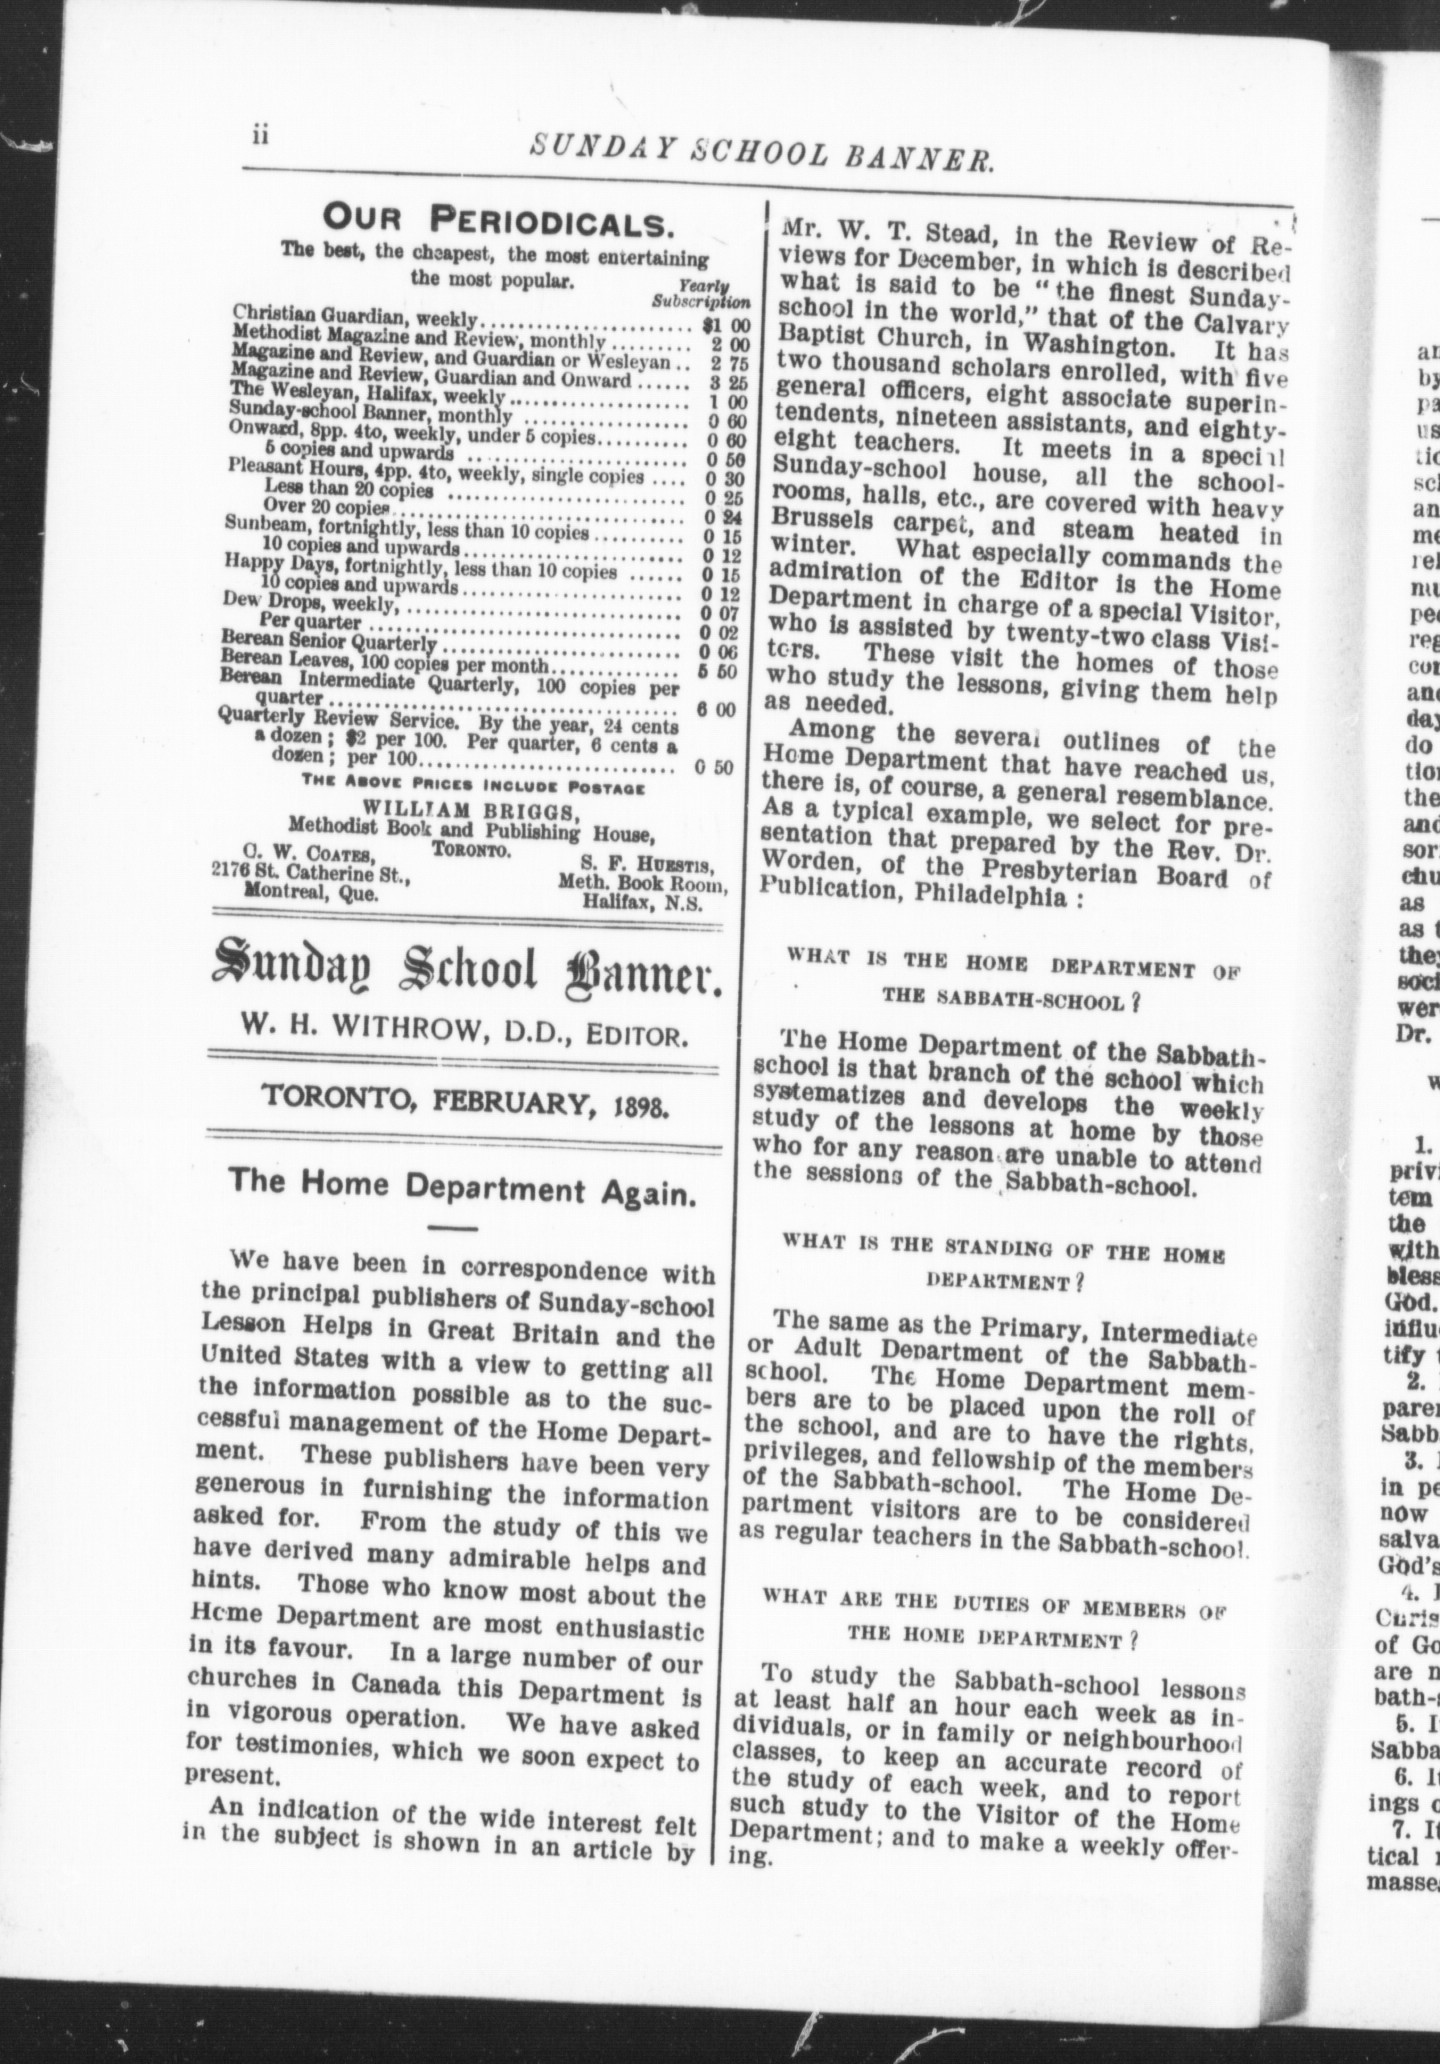 ii
SUNDAY SCHOOL BANNER.
OUR PERIODICALS.
The best, the cheapest, the most entertaining
the most popular.
Yearly
Subscription
Christian Guardian, weekly........................ $1 00
Methodist Magazine and Review, monthly ......... 2 00
Magazine and Review, and Guardian or Wesleyan .. 2 75
Magazine and Review, Guardian and Onward ...... 3 25
The Wesleyan, Halifax, weekly.................... 1 00
Sunday-school Banner, monthly .................. 0 60
Onward, 8pp. 4to, weekly, under 5 copies.......... 0 60
5 copies and upwards ........................ 0 50
Pleasant Hours, 4pp. 4to, weekly, single copies .... 0 30
Less than 20 copies .......................... 0 25
Over 20 copies................................ 0 24
Sunbeam, fortnightly, less than 10 copies .......... 0 15
10 copies and upwards........................ 0 12
Happy Days, fortnightly, less than 10 copies ...... 0 15
10 copies and upwards........................ 0 12
Dew Drops, weekly, .............................. 0 07
Per quarter .................................. 0 02
Berean Senior Quarterly.......................... 0 06
Berean Leaves, 100 copies per month.............. 5 50
Berean Intermediate Quarterly, 100 copies per
quarter...................................... 6 00
Quarterly Review Service. By the year, 24 cents
a dozen ; $2 per 100. Per quarter, 6 cents a
dozen ; per 100............................. 0 50
THE ABOVE PRICES INCLUDE POSTAGE
WILLIAM BRIGGS,
Methodist Book and Publishing House,
TORONTO.
C. W. COATES,
2176 St. Catherine St.,
Montreal, Que.
S. F. HUESTIS,
Meth. Book Room,
Halifax, N.S.
Sunday School Banner.
W. H. WITHROW, D.D., EDITOR.
TORONTO, FEBRUARY, 1898.
The Home Department Again.
We have been in correspondence with
the principal publishers of Sunday-school
Lesson Helps in Great Britain and the
United States with a view to getting all
the information possible as to the suc-
cessful management of the Home Depart-
ment. These publishers have been very
generous in furnishing the information
asked for. From the study of this we
have derived many admirable helps and
hints. Those who know most about the
Home Department are most enthusiastic
in its favour. In a large number of our
churches in Canada this Department is
in vigorous operation. We have asked
for testimonies, which we soon expect to
present.
An indication of the wide interest felt
in the subject is shown in an article by
Mr. W. T. Stead, in the Review of Re-
views for December, in which is described
what is said to be "the finest Sunday-
school in the world," that of the Calvary
Baptist Church, in Washington. It has
two thousand scholars enrolled, with five
general officers, eight associate superin-
tendents, nineteen assistants, and eighty-
eight teachers. It meets in a special
Sunday-school house, all the school-
rooms, halls, etc., are covered with heavy
Brussels carpet, and steam heated in
winter. What especially commands the
admiration of the Editor is the Home
Department in charge of a special Visitor,
who is assisted by twenty-two class Visi-
tors. These visit the homes of those
who study the lessons, giving them help
as needed.
Among the several outlines of the
Home Department that have reached us,
there is, of course, a general resemblance.
As a typical example, we select for pre-
sentation that prepared by the Rev. Dr.
Worden, of the Presbyterian Board of
Publication, Philadelphia :
WHAT IS THE HOME DEPARTMENT OF
THE SABBATH-SCHOOL ?
The Home Department of the Sabbath-
school is that branch of the school which
systematizes and develops the weekly
study of the lessons at home by those
who for any reason are unable to attend
the sessions of the Sabbath-school.
WHAT IS THE STANDING OF THE HOME
DEPARTMENT ?
The same as the Primary, Intermediate
or Adult Department of the Sabbath-
school. The Home Department mem-
bers are to be placed upon the roll of
the school, and are to have the rights,
privileges, and fellowship of the members
of the Sabbath-school. The Home De-
partment visitors are to be considered
as regular teachers in the Sabbath-school.
WHAT ARE THE DUTIES OF MEMBERS OF
THE HOME DEPARTMENT ?
To study the Sabbath-school lessons
at least half an hour each week as in-
dividuals, or in family or neighbourhood
classes, to keep an accurate record of
the study of each week, and to report
such study to the Visitor of the Home
Department; and to make a weekly offer-
ing.